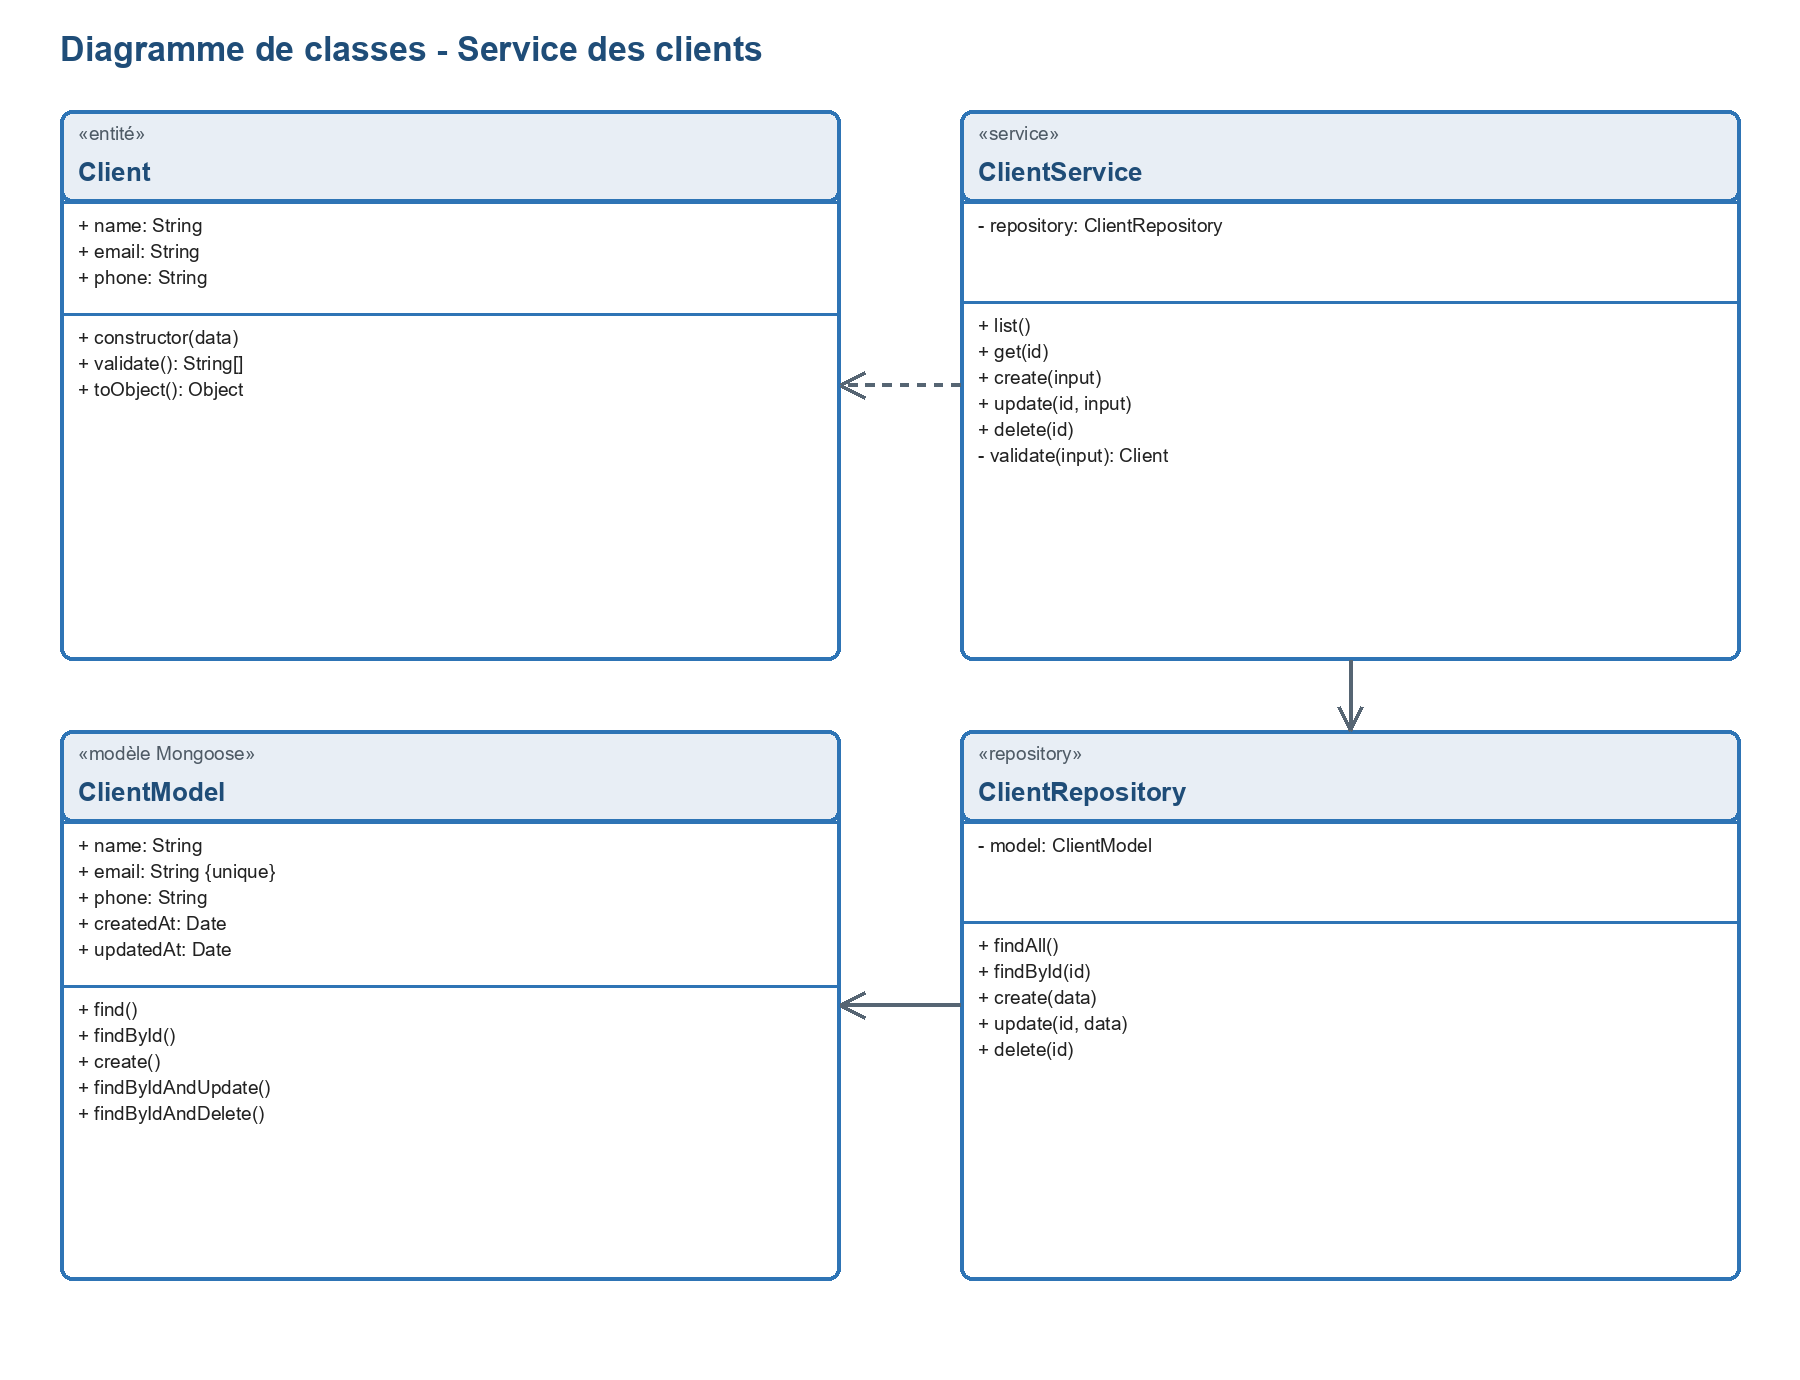 Diagramme de classes - Service des clients
«entité»
Client
+ name: String
+ email: String
+ phone: String
+ constructor(data)
+ validate(): String[]
+ toObject(): Object
«service»
ClientService
- repository: ClientRepository
+ list()
+ get(id)
+ create(input)
+ update(id, input)
+ delete(id)
- validate(input): Client
«modèle Mongoose»
ClientModel
+ name: String
+ email: String {unique}
+ phone: String
+ createdAt: Date
+ updatedAt: Date
+ find()
+ findById()
+ create()
+ findByIdAndUpdate()
+ findByIdAndDelete()
«repository»
ClientRepository
- model: ClientModel
+ findAll()
+ findById(id)
+ create(data)
+ update(id, data)
+ delete(id)